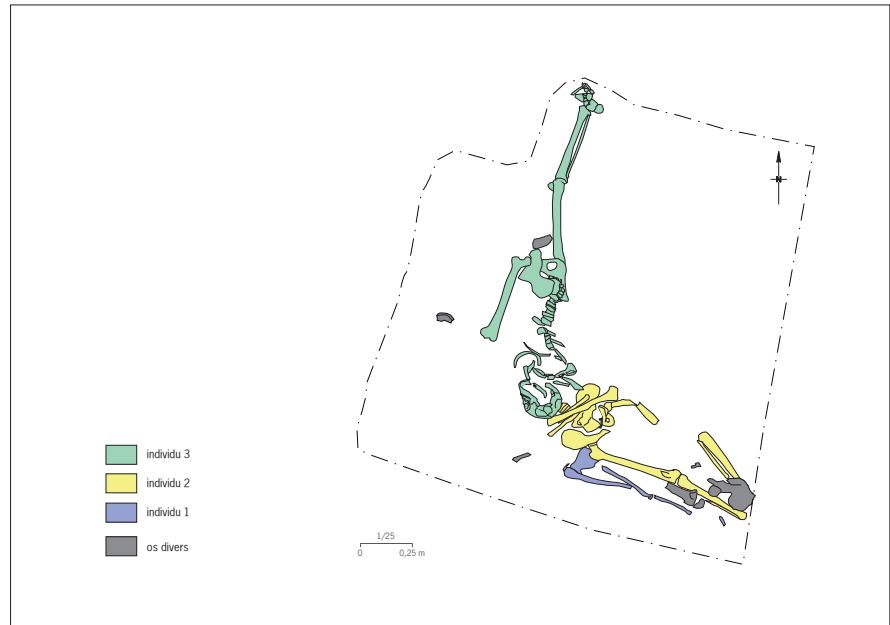 N
individu 3
individu 2
individu 1
os divers
1/25
0 0,25 m